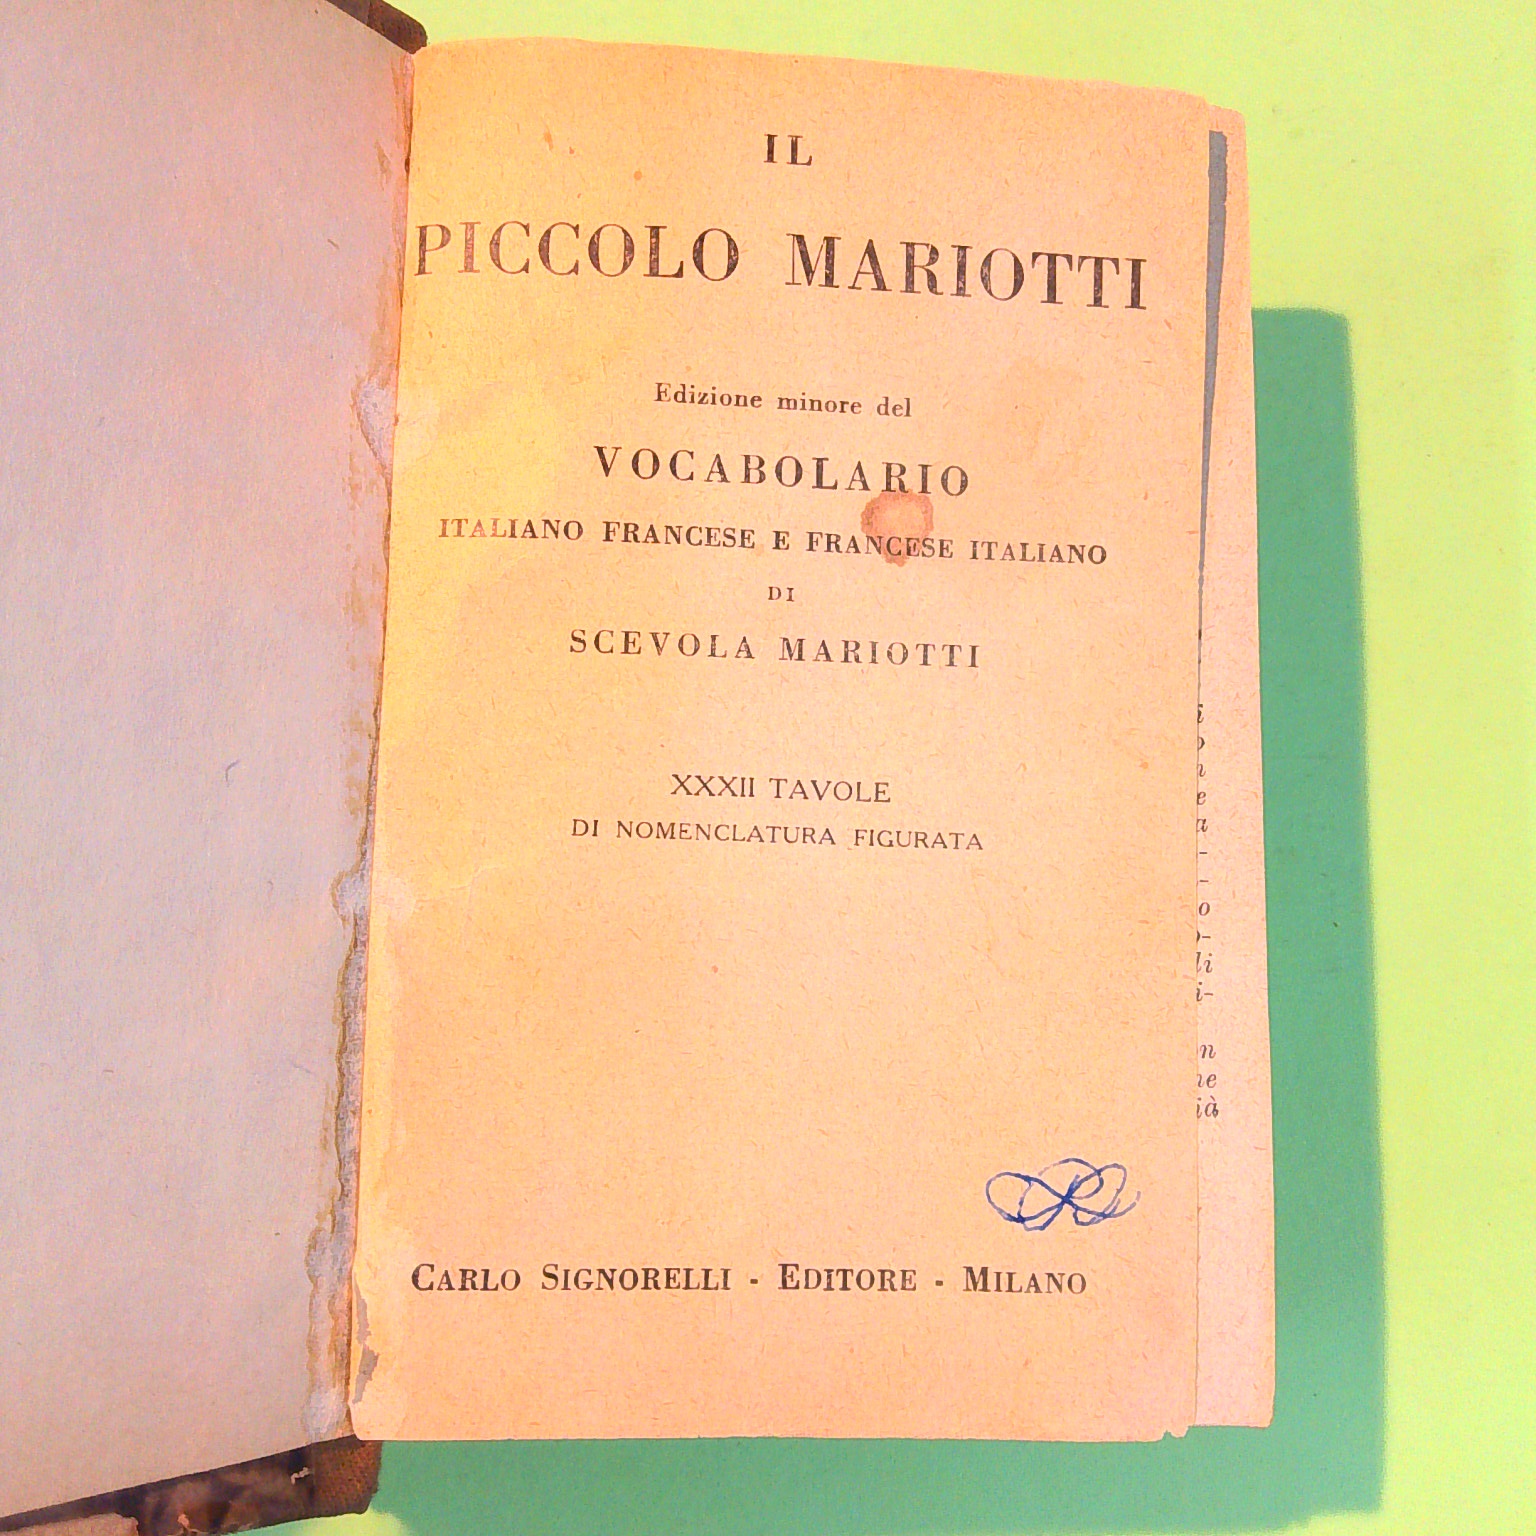 IL
PICCOLO MARIOTTI
Edizione minore del
VOCABOLARIO
ITALIANO FRANCESE E FRANCESE ITALIANO
DI
SCEVOLA MARIOTTI
XXXII TAVOLE
DI NOMENCLATURA FIGURATA
CARLO SIGNORELLI - EDITORE - MILANO